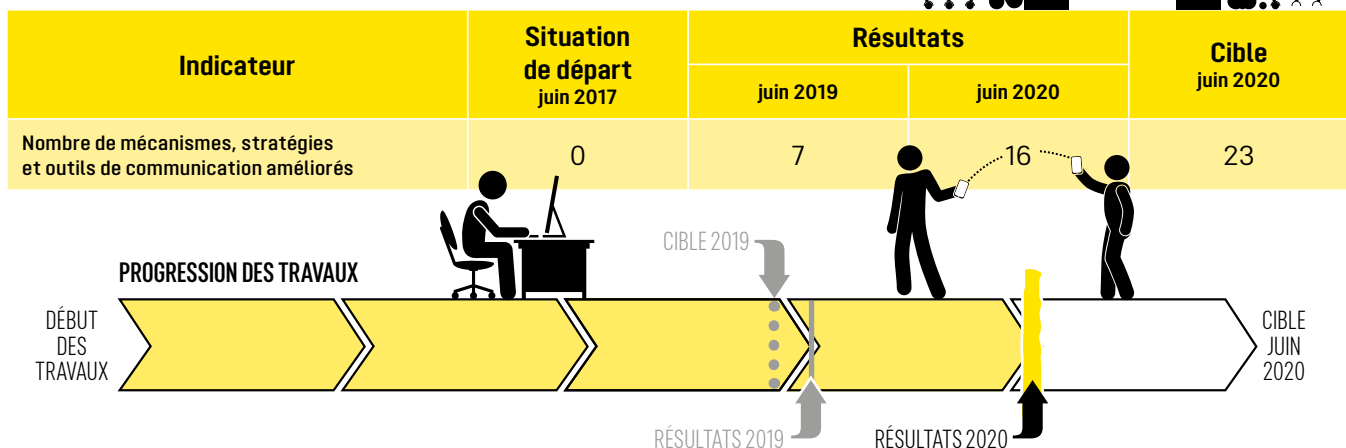 Indicateur
Situation
de départ
juin 2017
Résultats
juin 2019
juin 2020
Cible
juin 2020
Nombre de mécanismes, stratégies
et outils de communication améliorés
0
7
16
23
CIBLE 2019
PROGRESSION DES TRAVAUX
DÉBUT
DES
TRAVAUX
CIBLE
JUIN
2020
RÉSULTATS 2019
RÉSULTATS 2020